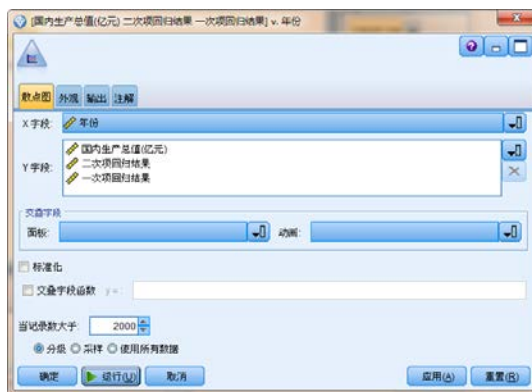 [国内生产总值(亿元) 二次项回归结果 一次项回归结果] v. 年份
散点图 外观 输出 注解
X 字段: 年份
Y 字段:
国内生产总值(亿元)
二次项回归结果
一次项回归结果
交叠字段
面板: 动画:
标准化
交叠字段函数 y =
当记录数大于: 2000
分级 采样 使用所有数据
确定 运行(U) 取消 应用(A) 重置(R)